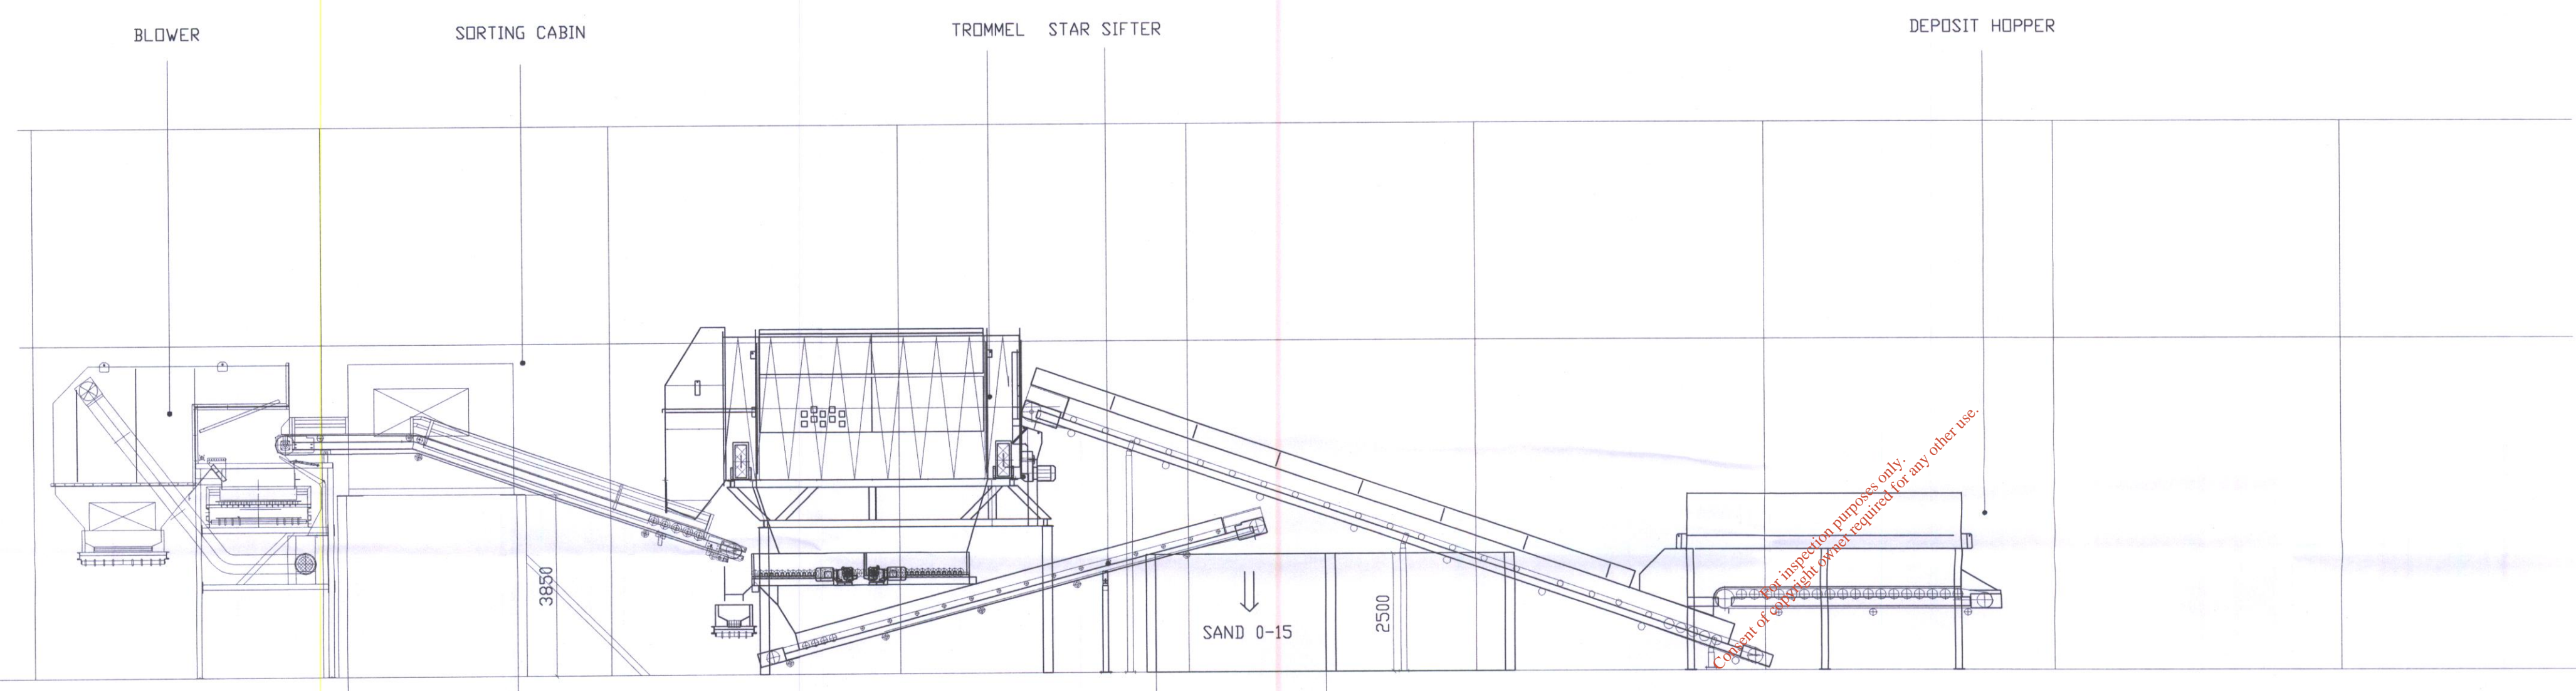 BLOWER
SORTING CABIN
TROMMEL
STAR SIFTER
DEPOSIT HOPPER
3850
SAND 0-15
2500
For inspection purposes only.
Consent of copyright owner required for any other use.